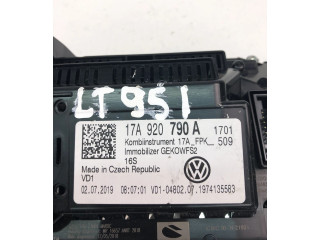 LT951
17A 920 790 A 1701
Kombiinstrument 17A_FPK_ 509
Immobilizer GEKOWFS2
16S
Made in Czech Republic
VD1
02.07.2019 08:07:01 VD1-04802.07.1974135583